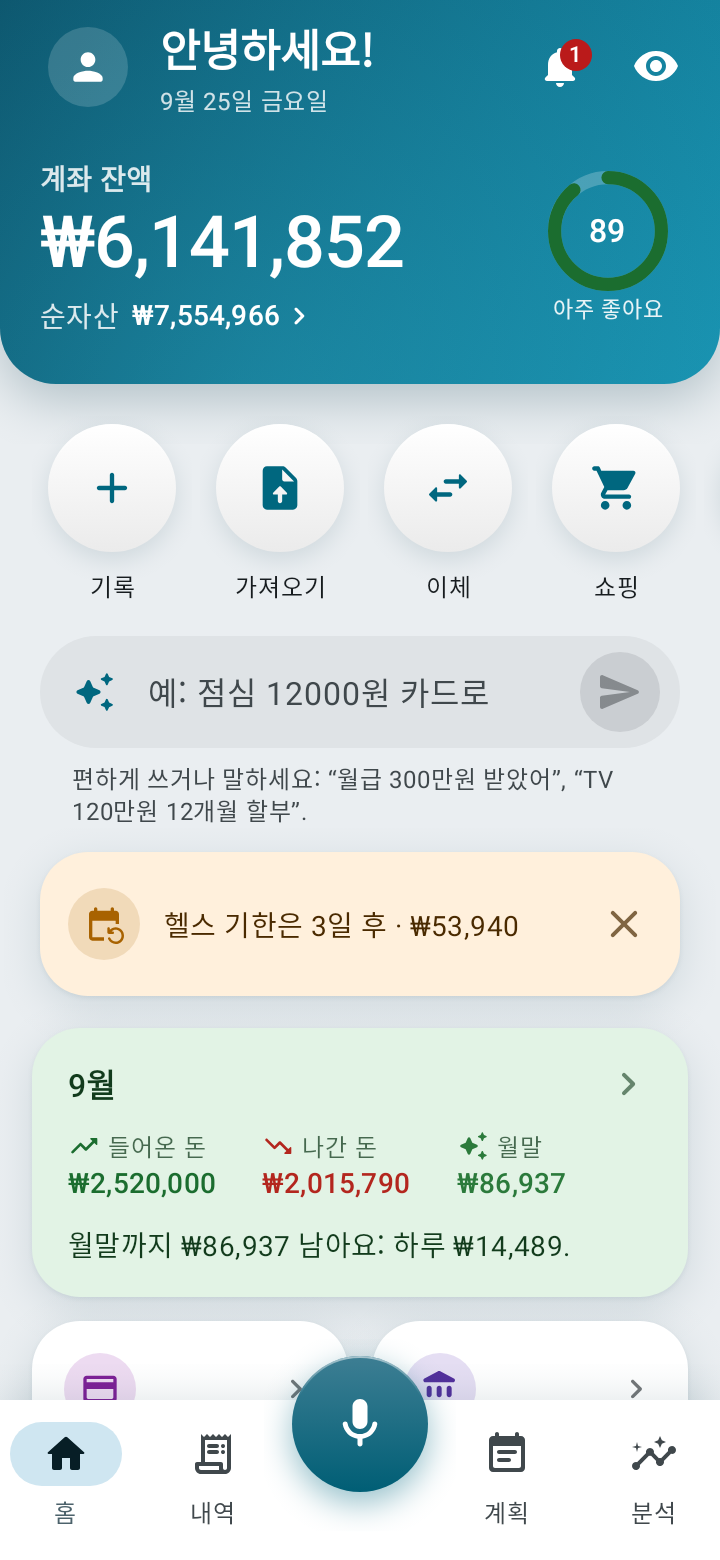 안녕하세요!
1
9월 25일 금요일
계좌 잔액
₩6,141,852
89
순자산 ₩7,554,966
아주 좋아요
기록
가져오기
이체
쇼핑
예: 점심 12000원 카드로
편하게 쓰거나 말하세요: “월급 300만원 받았어”, “TV
120만원 12개월 할부”.
헬스 기한은 3일 후 · ₩53,940
9월
들어온 돈
나간 돈
월말
₩2,520,000
₩2,015,790
₩86,937
월말까지 ₩86,937 남아요: 하루 ₩14,489.
홈
내역
계획
분석